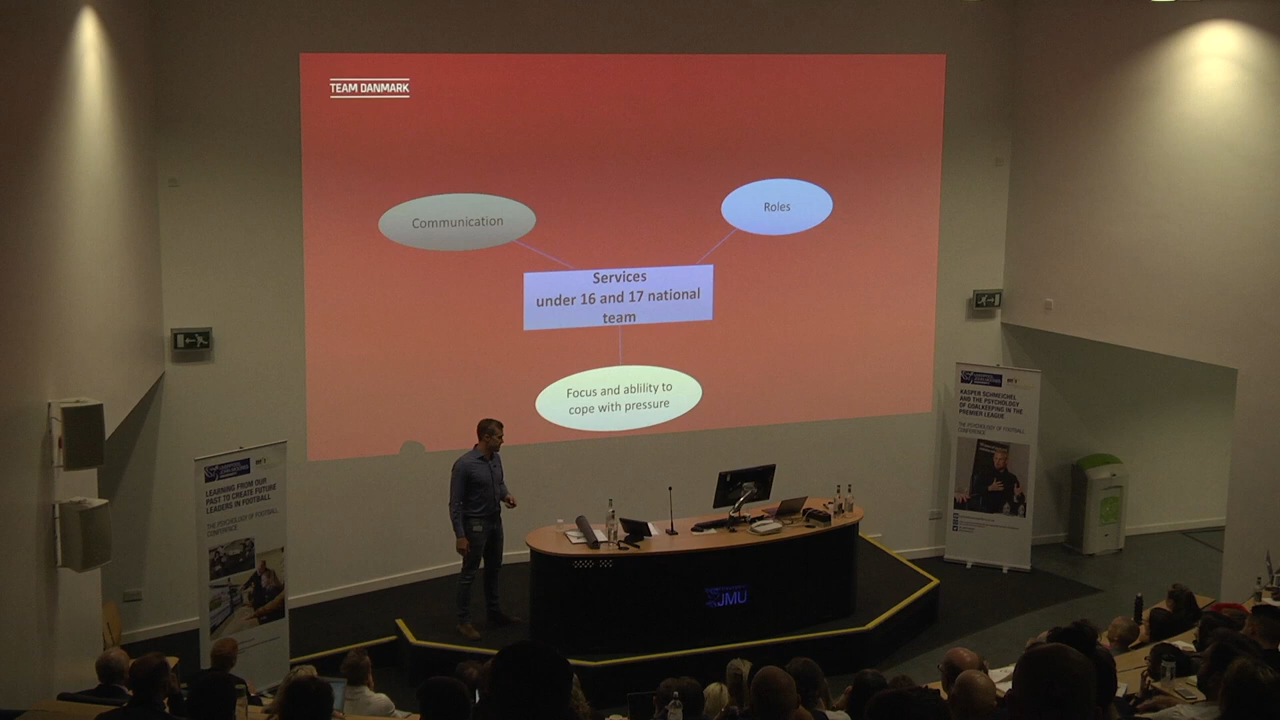 TEAM DANMARK
Communication
Roles
Services
under 16 and 17 national
team
Focus and ablility to
cope with pressure
LEARNING FROM OUR
PAST TO CREATE FUTURE
LEADERS IN FOOTBALL
THE PSYCHOLOGY OF FOOTBALL
CONFERENCE
KASPER SCHMEICHEL
AND THE PSYCHOLOGY
OF GOALKEEPING IN THE
PREMIER LEAGUE
THE PSYCHOLOGY OF FOOTBALL
CONFERENCE
JMU